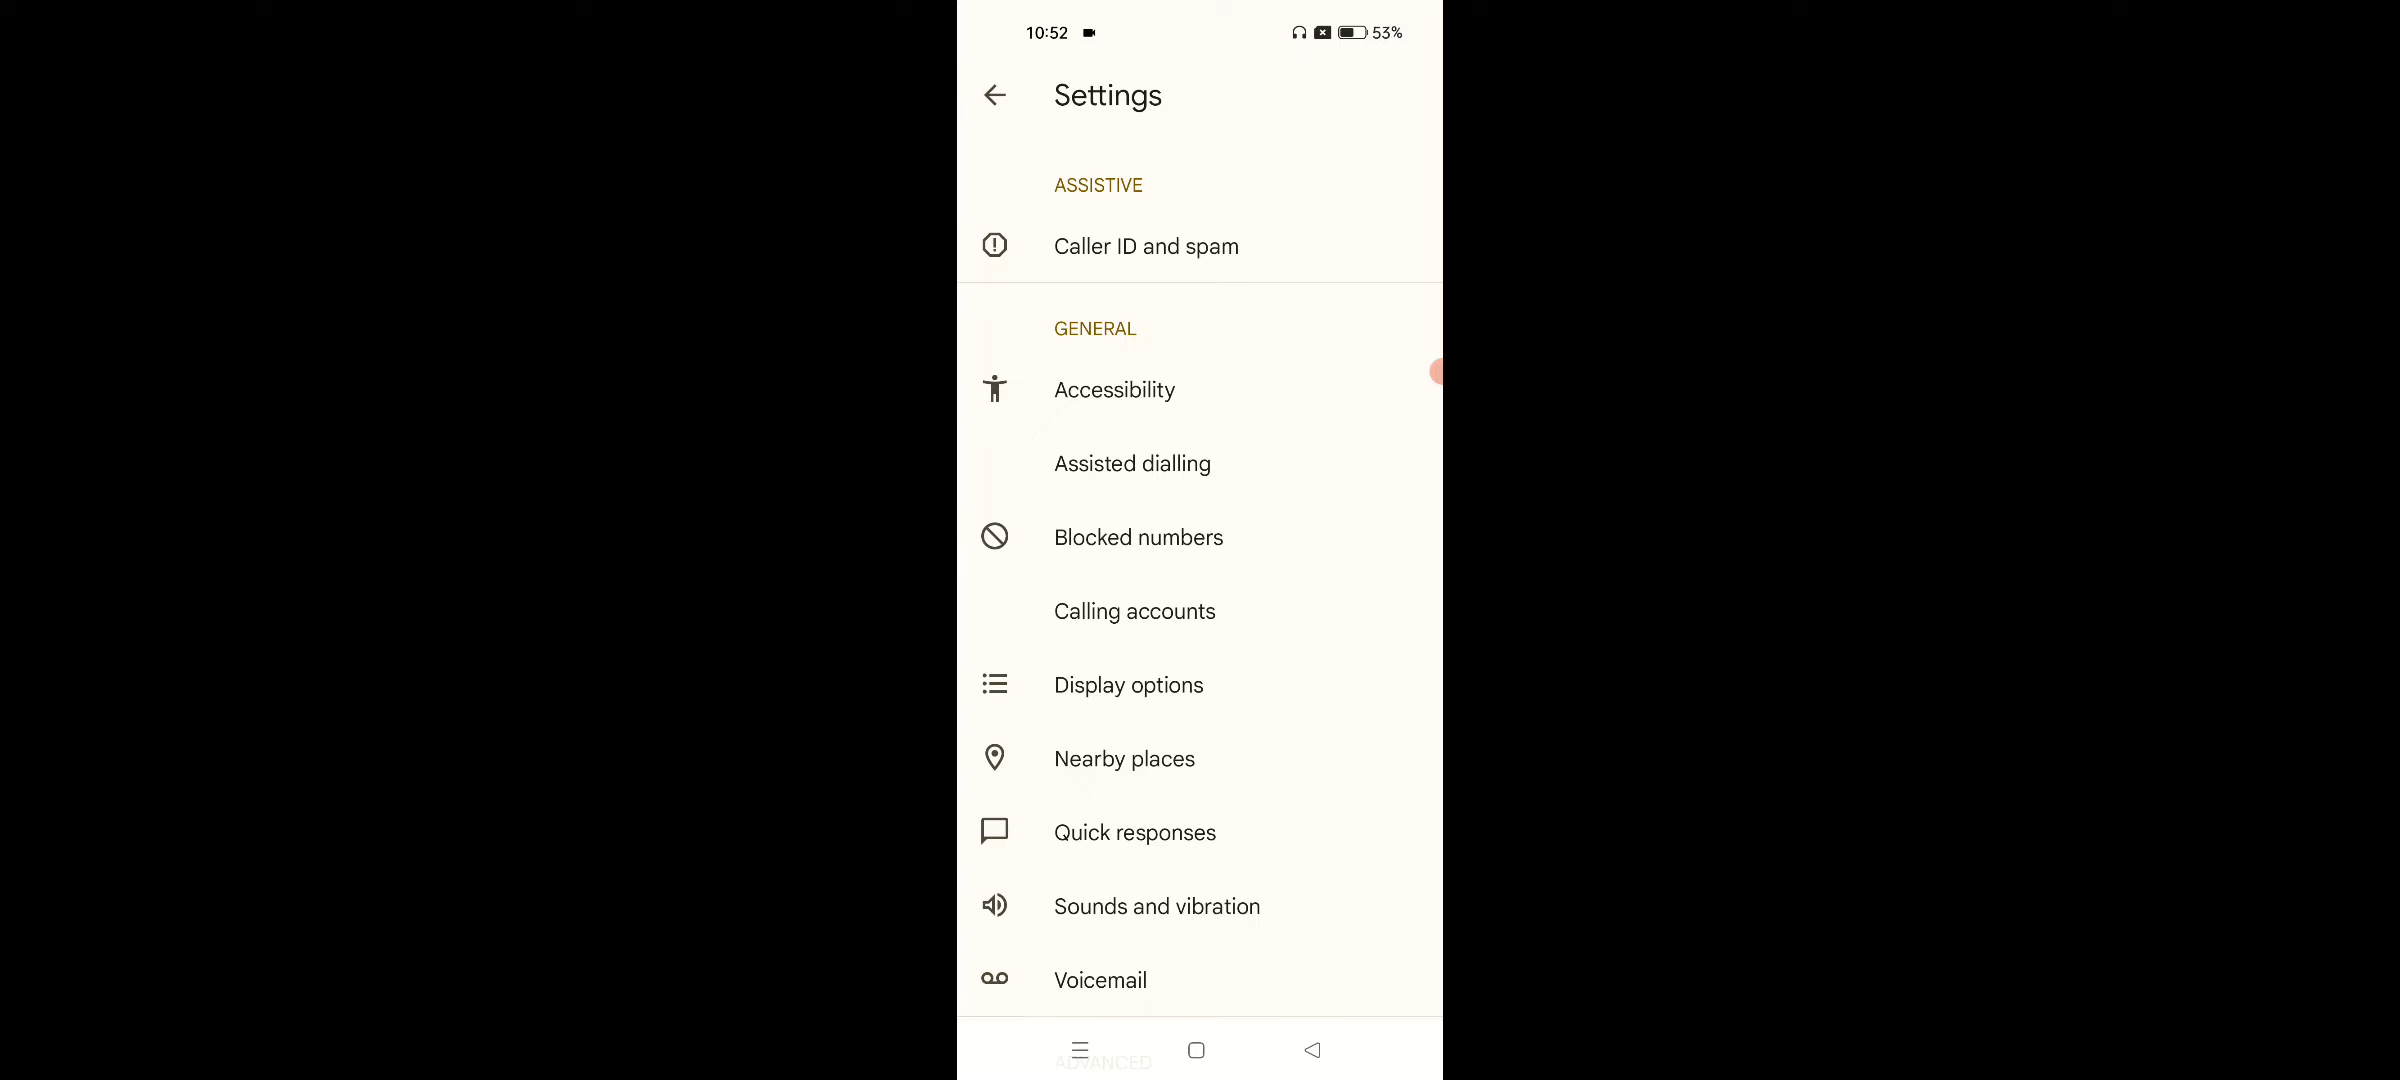 10:52 53%
Settings
ASSISTIVE
Caller ID and spam
GENERAL
Accessibility
Assisted dialling
Blocked numbers
Calling accounts
Display options
Nearby places
Quick responses
Sounds and vibration
Voicemail
ADVANCED